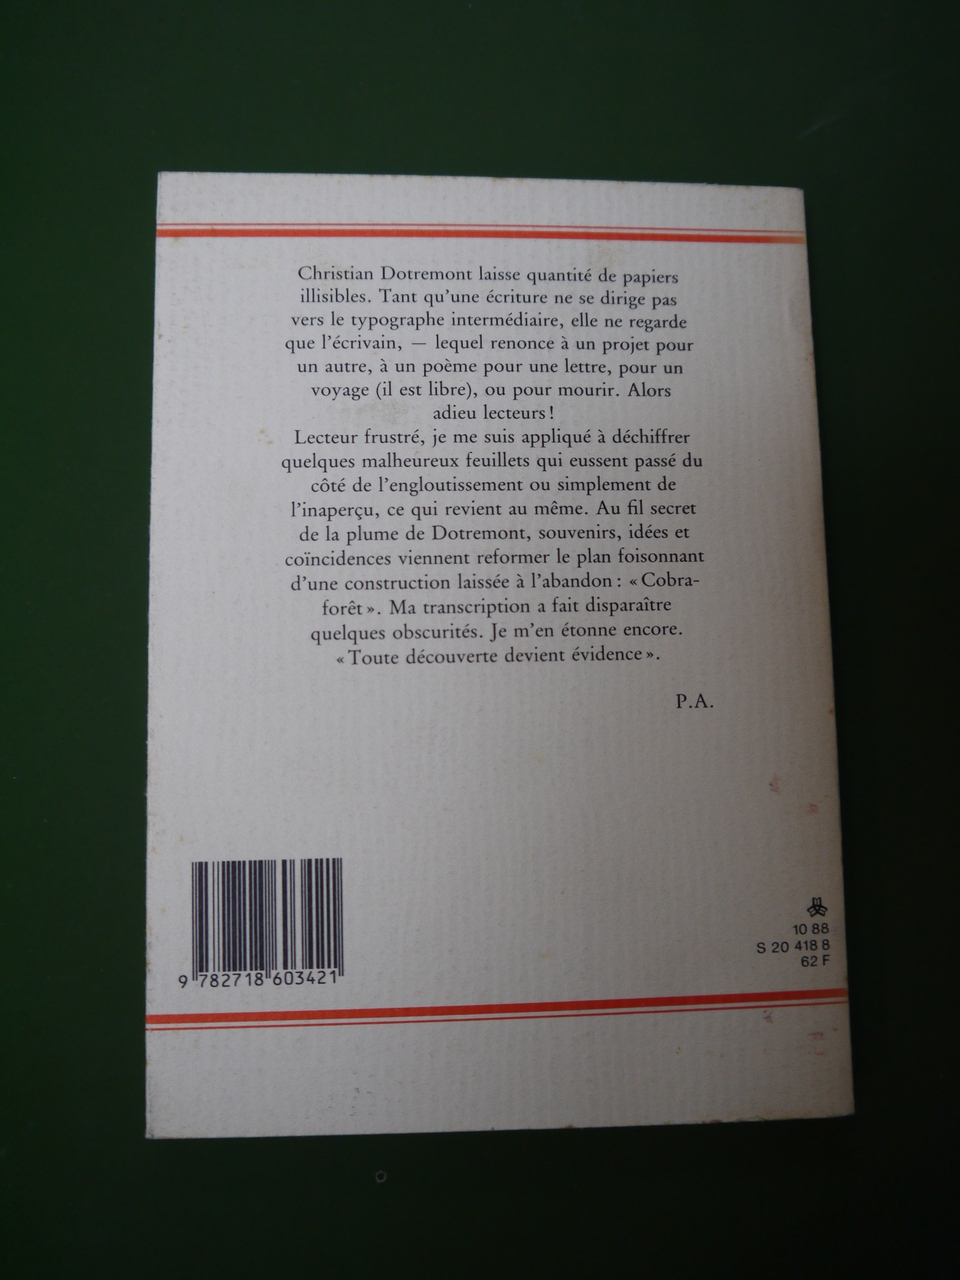 Christian Dotremont laisse quantité de papiers
illisibles. Tant qu'une écriture ne se dirige pas
vers le typographe intermédiaire, elle ne regarde
que l'écrivain, — lequel renonce à un projet pour
un autre, à un poème pour une lettre, pour un
voyage (il est libre), ou pour mourir. Alors
adieu lecteurs !
Lecteur frustré, je me suis appliqué à déchiffrer
quelques malheureux feuillets qui eussent passé du
côté de l'engloutissement ou simplement de
l'inaperçu, ce qui revient au même. Au fil secret
de la plume de Dotremont, souvenirs, idées et
coïncidences viennent reformer le plan foisonnant
d'une construction laissée à l'abandon : « Cobra-
forêt ». Ma transcription a fait disparaître
quelques obscurités. Je m'en étonne encore.
« Toute découverte devient évidence ».
P.A.
9 782718 603421
10 88
S 20 418 8
62 F